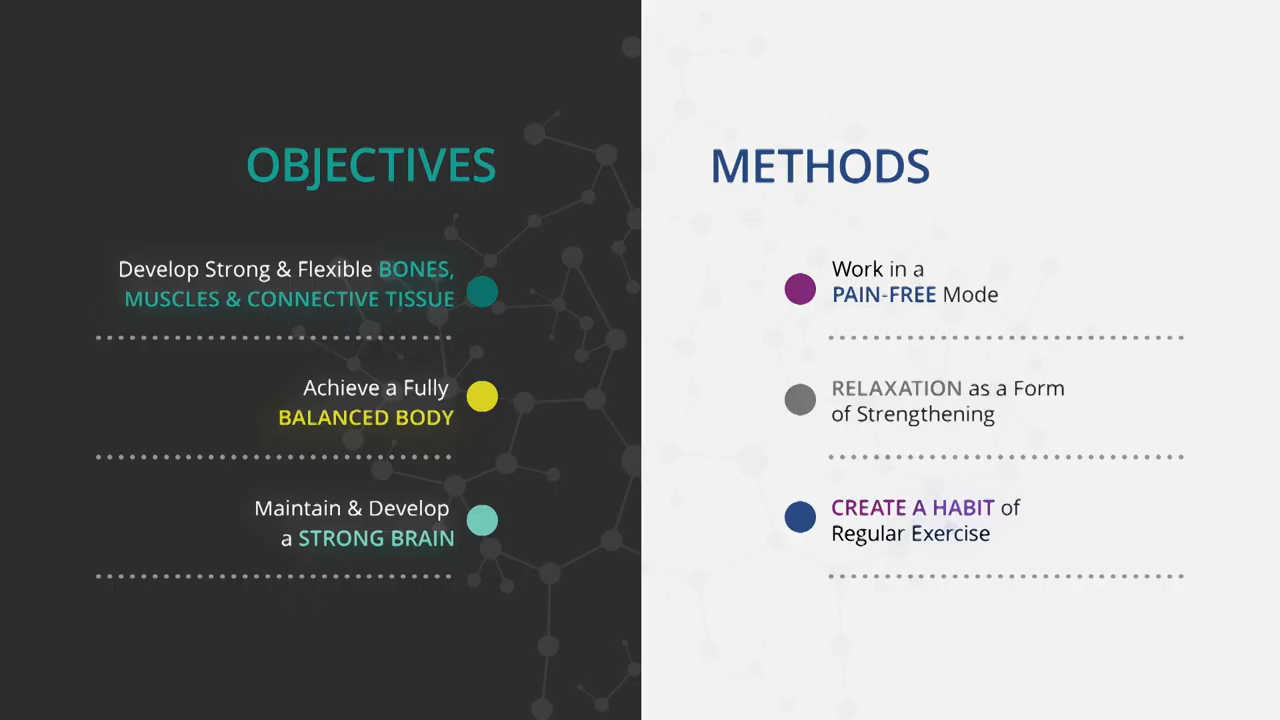 OBJECTIVES
Develop Strong & Flexible BONES,
MUSCLES & CONNECTIVE TISSUE
Achieve a Fully
BALANCED BODY
Maintain & Develop
a STRONG BRAIN
METHODS
Work in a
PAIN-FREE Mode
RELAXATION as a Form
of Strengthening
CREATE A HABIT of
Regular Exercise